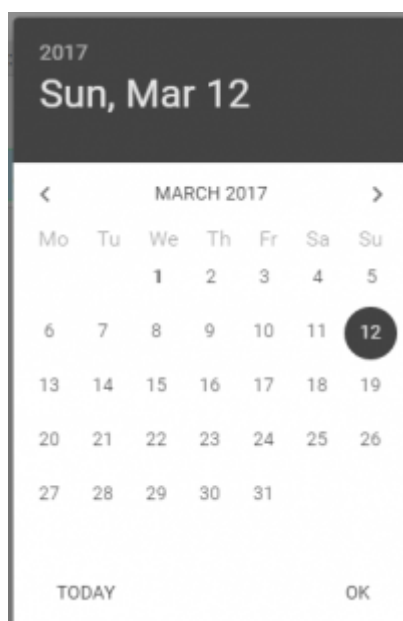 2017
Sun, Mar 12
< MARCH 2017 >
Mo Tu We Th Fr Sa Su
1 2 3 4 5
6 7 8 9 10 11 12
13 14 15 16 17 18 19
20 21 22 23 24 25 26
27 28 29 30 31
TODAY OK